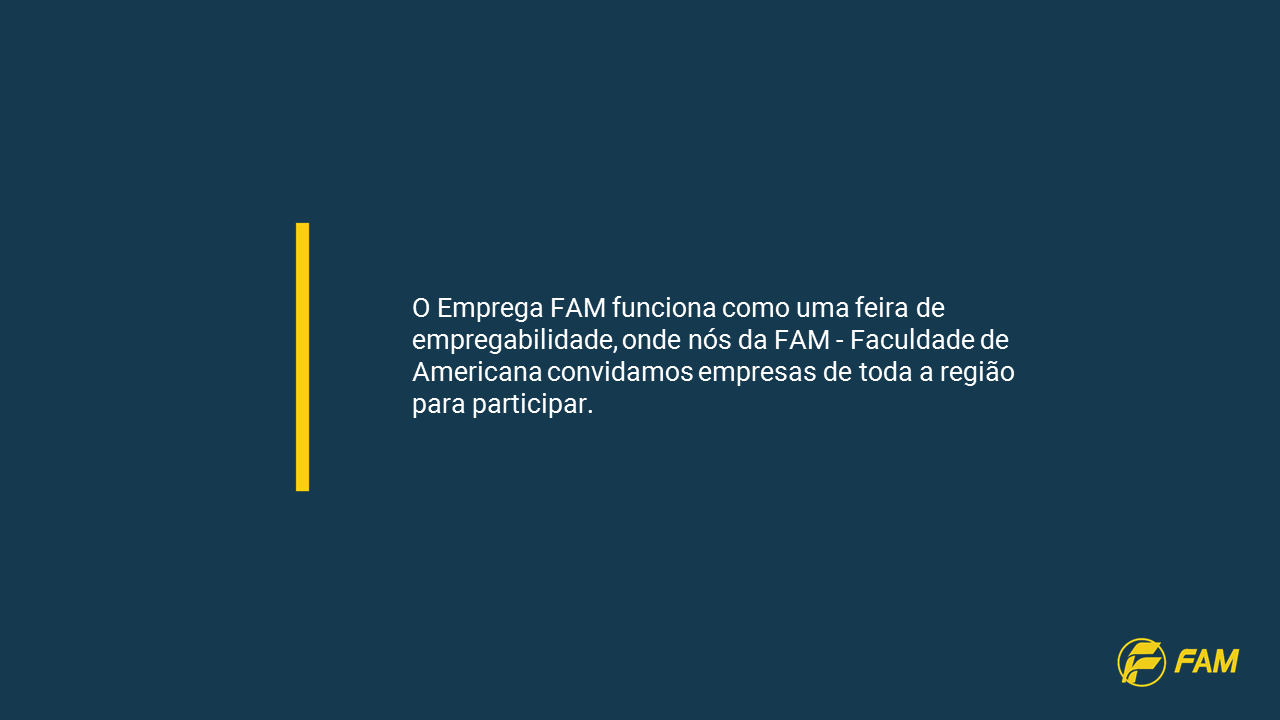 O Emprega FAM funciona como uma feira de
empregabilidade, onde nós da FAM - Faculdade de
Americana convidamos empresas de toda a região
para participar.
FAM